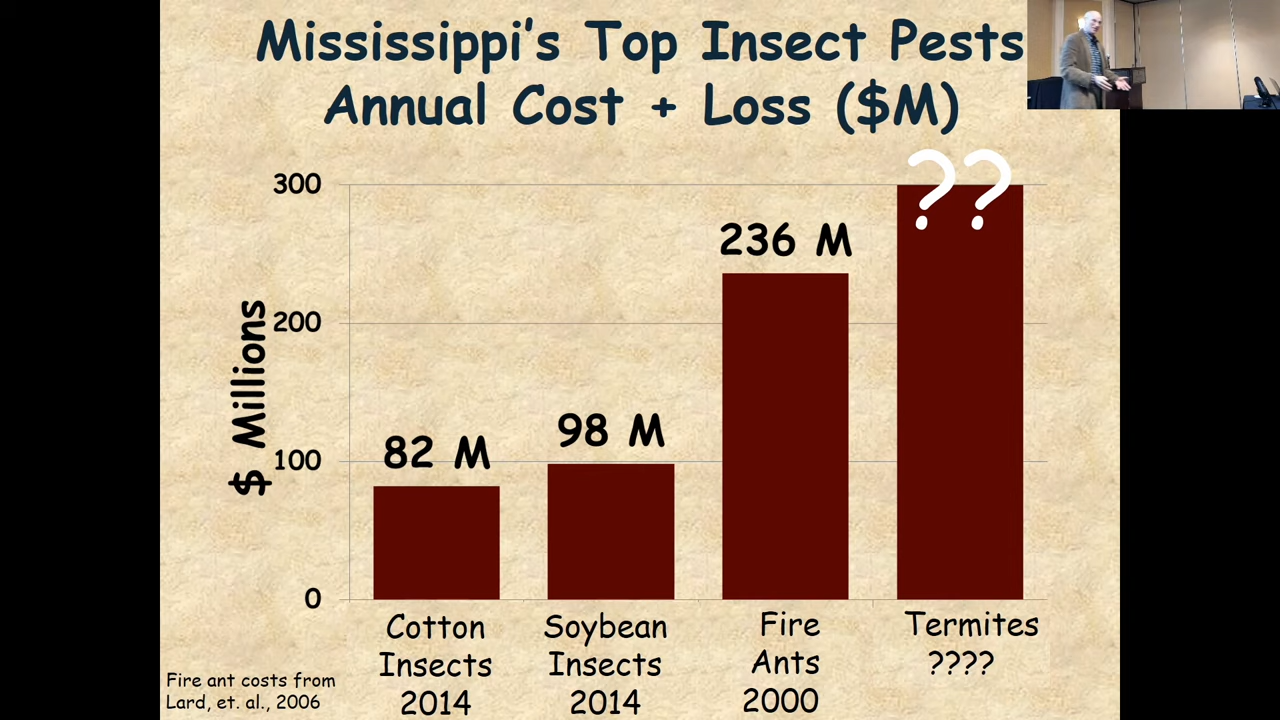 Mississippi's Top Insect Pests
Annual Cost + Loss ($M)
??
300
236 M
200
$ Millions
98 M
82 M
100
0
Cotton
Insects
2014
Soybean
Insects
2014
Fire
Ants
2000
Termites
????
Fire ant costs from
Lard, et. al., 2006